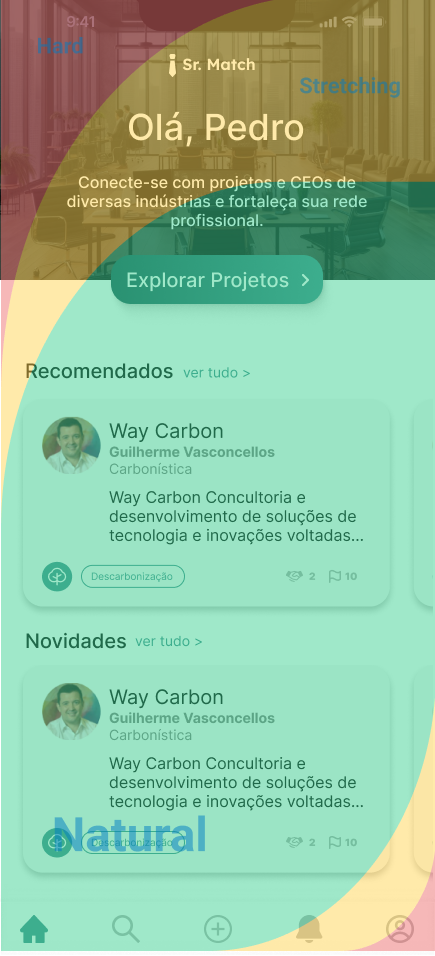 9:41
Hard
Sr. Match
Stretching
Olá, Pedro
Conecte-se com projetos e CEOs de
diversas indústrias e fortaleça sua rede
profissional.
Explorar Projetos >
Recomendados ver tudo >
Way Carbon
Guilherme Vasconcellos
Carbonística
Way Carbon Concultoria e
desenvolvimento de soluções de
tecnologia e inovações voltadas...
Descarbonização 2 10
Novidades ver tudo >
Way Carbon
Guilherme Vasconcellos
Carbonística
Way Carbon Concultoria e
desenvolvimento de soluções de
tecnologia e inovações voltadas...
Natural
Descarbonização 2 10